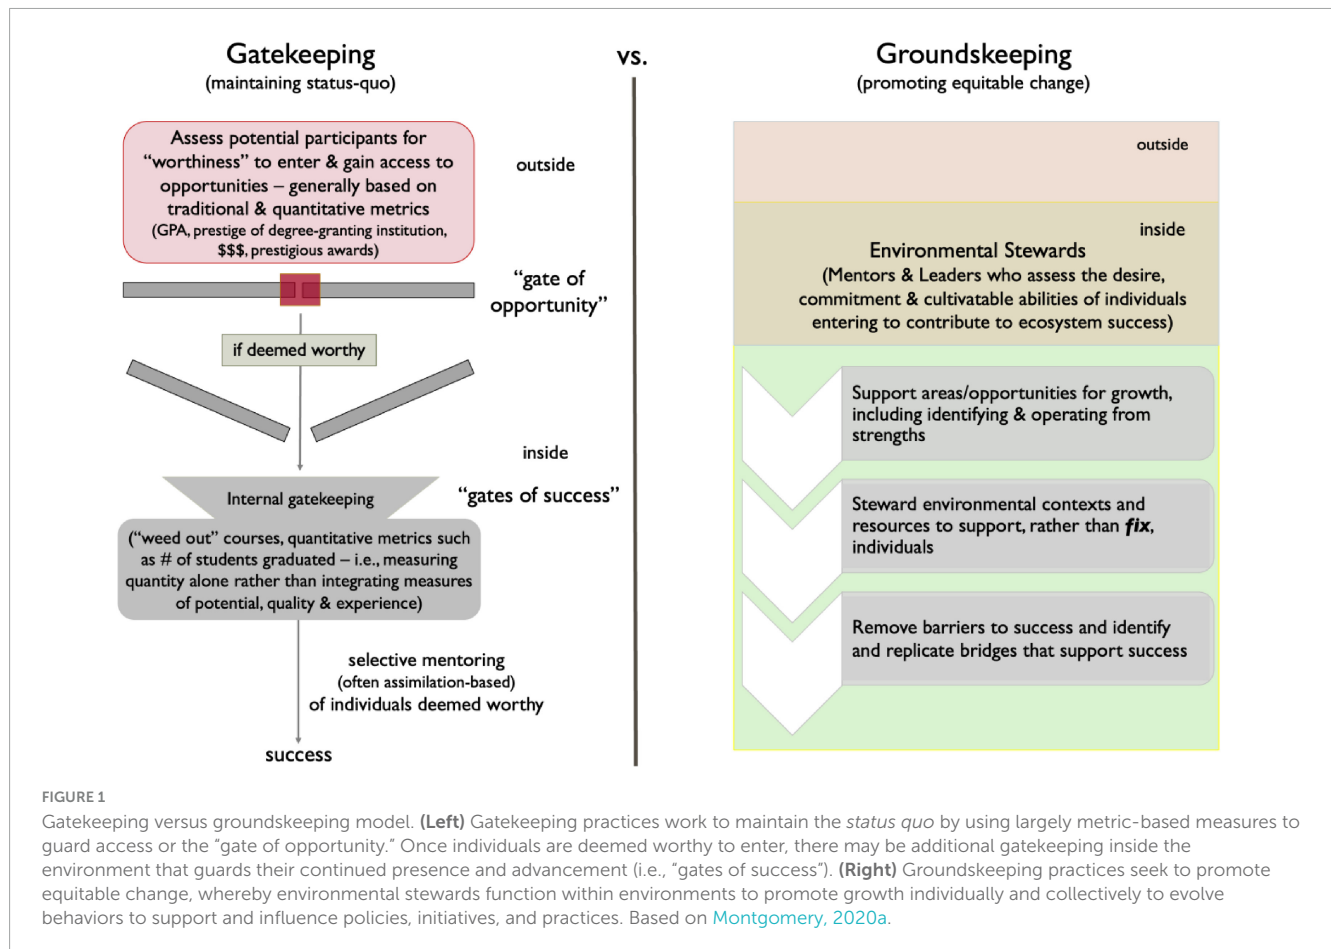 Gatekeeping
(maintaining status-quo)
vs.
Groundskeeping
(promoting equitable change)
Assess potential participants for
“worthiness” to enter & gain access to
opportunities – generally based on
traditional & quantitative metrics
(GPA, prestige of degree-granting institution,
$$$, prestigious awards)
outside
“gate of
opportunity”
if deemed worthy
inside
“gates of success”
Internal gatekeeping
(“weed out” courses, quantitative metrics such
as # of students graduated – i.e., measuring
quantity alone rather than integrating measures
of potential, quality & experience)
selective mentoring
(often assimilation-based)
of individuals deemed worthy
success
outside
inside
Environmental Stewards
(Mentors & Leaders who assess the desire,
commitment & cultivatable abilities of individuals
entering to contribute to ecosystem success)
Support areas/opportunities for growth,
including identifying & operating from
strengths
Steward environmental contexts and
resources to support, rather than fix,
individuals
Remove barriers to success and identify
and replicate bridges that support success
FIGURE 1
Gatekeeping versus groundskeeping model. (Left) Gatekeeping practices work to maintain the status quo by using largely metric-based measures to
guard access or the “gate of opportunity.” Once individuals are deemed worthy to enter, there may be additional gatekeeping inside the
environment that guards their continued presence and advancement (i.e., “gates of success”). (Right) Groundskeeping practices seek to promote
equitable change, whereby environmental stewards function within environments to promote growth individually and collectively to evolve
behaviors to support and influence policies, initiatives, and practices. Based on Montgomery, 2020a.